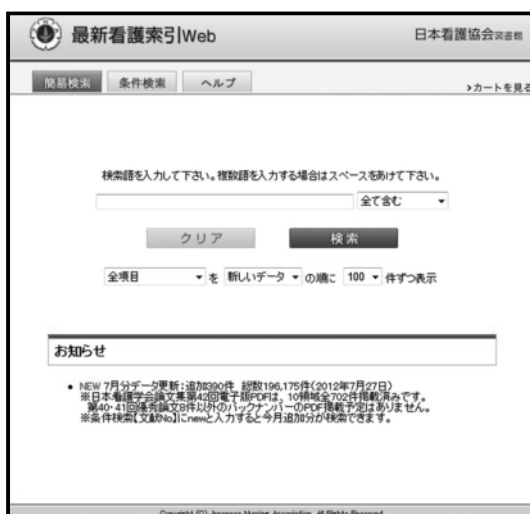 最新看護索引Web
日本看護協会図書館
簡易検索 条件検索 ヘルプ
›カートを見る
検索語を入力して下さい。複数語を入力する場合はスペースをあけて下さい。
全て含む
クリア 検索
全項目 を 新しいデータ の順に 100 件ずつ表示
お知らせ
• NEW 7月分データ更新:追加390件 総数196,175件(2012年7月27日)
※日本看護学会論文集第42回電子版PDFは、10領域全702件掲載済みです。
第40・41回優秀論文8件以外のバックナンバーのPDF掲載予定はありません。
※条件検索【文献No】にnewと入力すると今月追加分が検索できます。
Copyright (C) Japanese Nursing Association. All Rights Reserved.